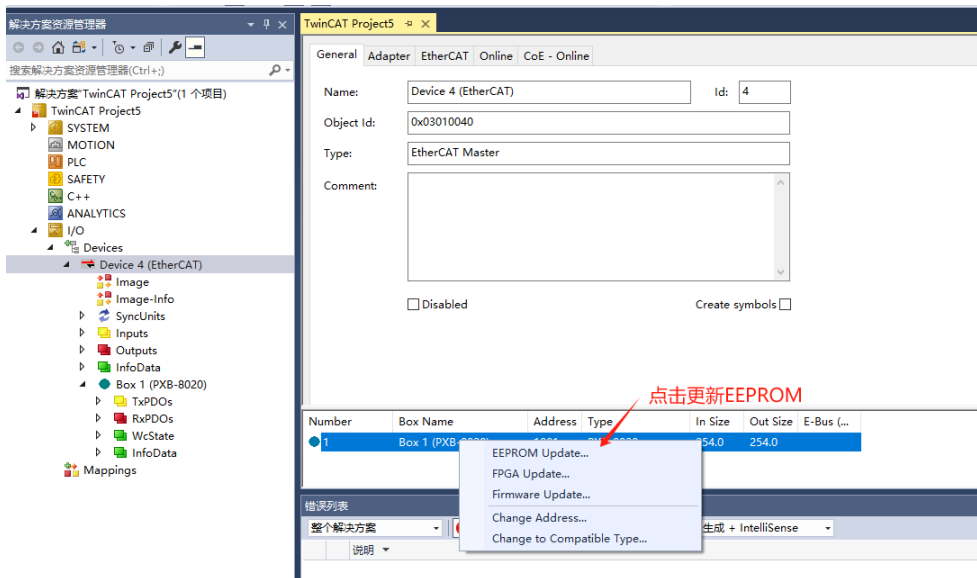 解决方案资源管理器
搜索解决方案资源管理器(Ctrl+;)
解决方案"TwinCAT Project5"(1 个项目)
TwinCAT Project5
SYSTEM
MOTION
PLC
SAFETY
C++
ANALYTICS
I/O
Devices
Device 4 (EtherCAT)
Image
Image-Info
SyncUnits
Inputs
Outputs
InfoData
Box 1 (PXB-8020)
TxPDOs
RxPDOs
WcState
InfoData
Mappings
TwinCAT Project5
General Adapter EtherCAT Online CoE - Online
Name: Device 4 (EtherCAT) Id: 4
Object Id: 0x03010040
Type: EtherCAT Master
Comment:
Disabled Create symbols
点击更新EEPROM
Number Box Name Address Type In Size Out Size E-Bus (...
1 Box 1 (PXB-8020) 1001 PXB-8020 254.0 254.0
EEPROM Update...
FPGA Update...
Firmware Update...
Change Address...
Change to Compatible Type...
错误列表
整个解决方案 生成 + IntelliSense
说明